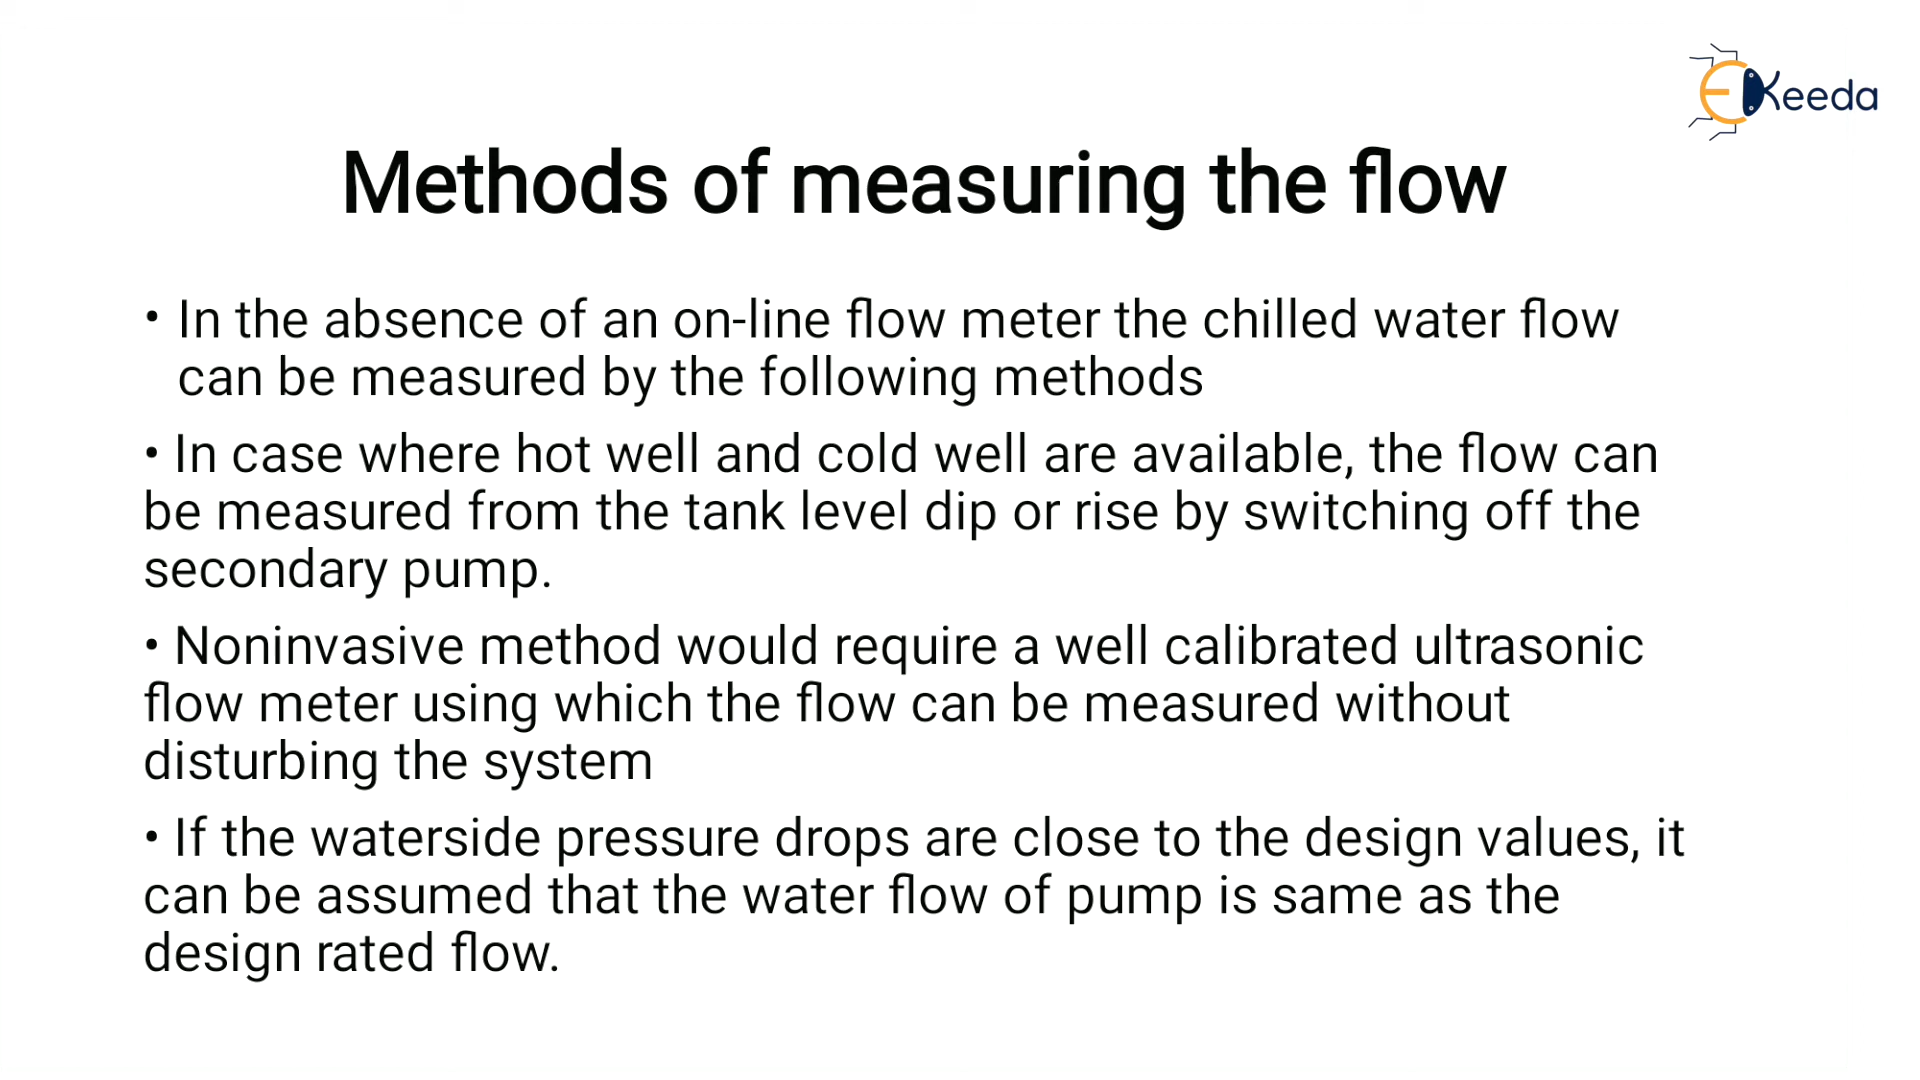 EKeeda
Methods of measuring the flow
• In the absence of an on-line flow meter the chilled water flow
can be measured by the following methods
• In case where hot well and cold well are available, the flow can
be measured from the tank level dip or rise by switching off the
secondary pump.
• Noninvasive method would require a well calibrated ultrasonic
flow meter using which the flow can be measured without
disturbing the system
• If the waterside pressure drops are close to the design values, it
can be assumed that the water flow of pump is same as the
design rated flow.